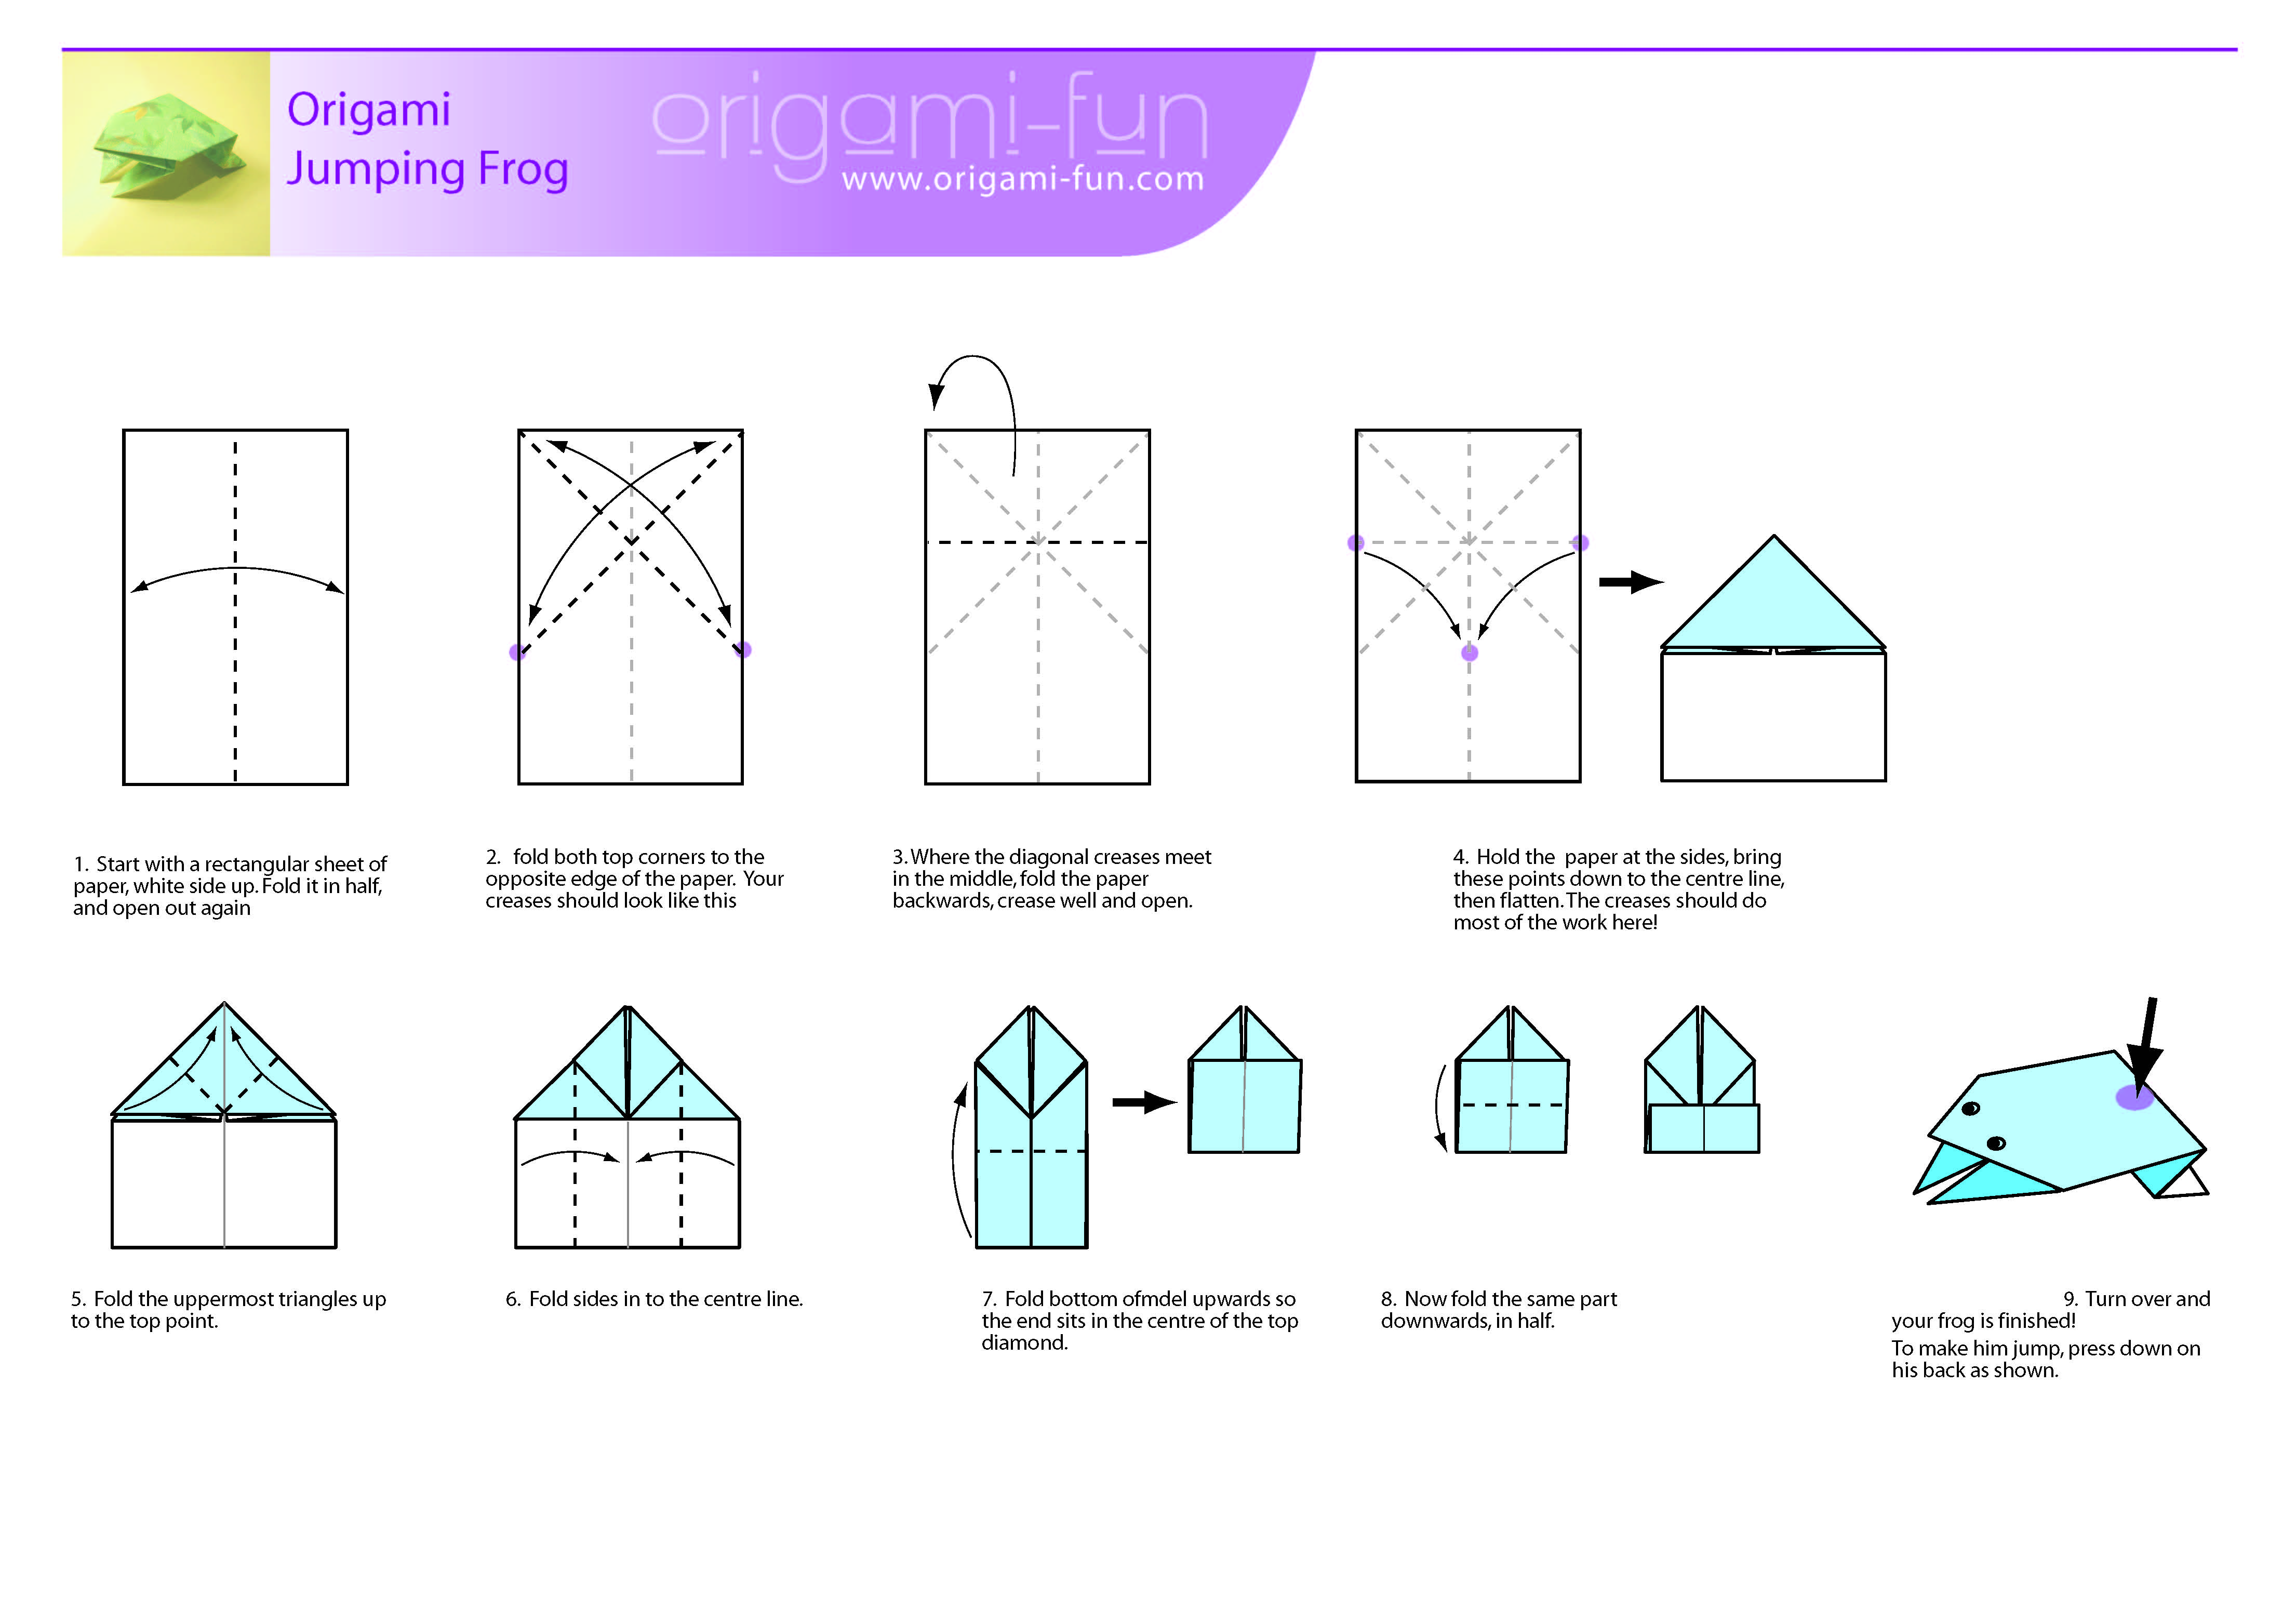 Origami
Jumping Frog
origami-fun
www.origami-fun.com
1. Start with a rectangular sheet of
paper, white side up. Fold it in half,
and open out again
2. fold both top corners to the
opposite edge of the paper. Your
creases should look like this
3. Where the diagonal creases meet
in the middle, fold the paper
backwards, crease well and open.
4. Hold the paper at the sides, bring
these points down to the centre line,
then flatten. The creases should do
most of the work here!
5. Fold the uppermost triangles up
to the top point.
6. Fold sides in to the centre line.
7. Fold bottom ofmdel upwards so
the end sits in the centre of the top
diamond.
8. Now fold the same part
downwards, in half.
9. Turn over and
your frog is finished!
To make him jump, press down on
his back as shown.